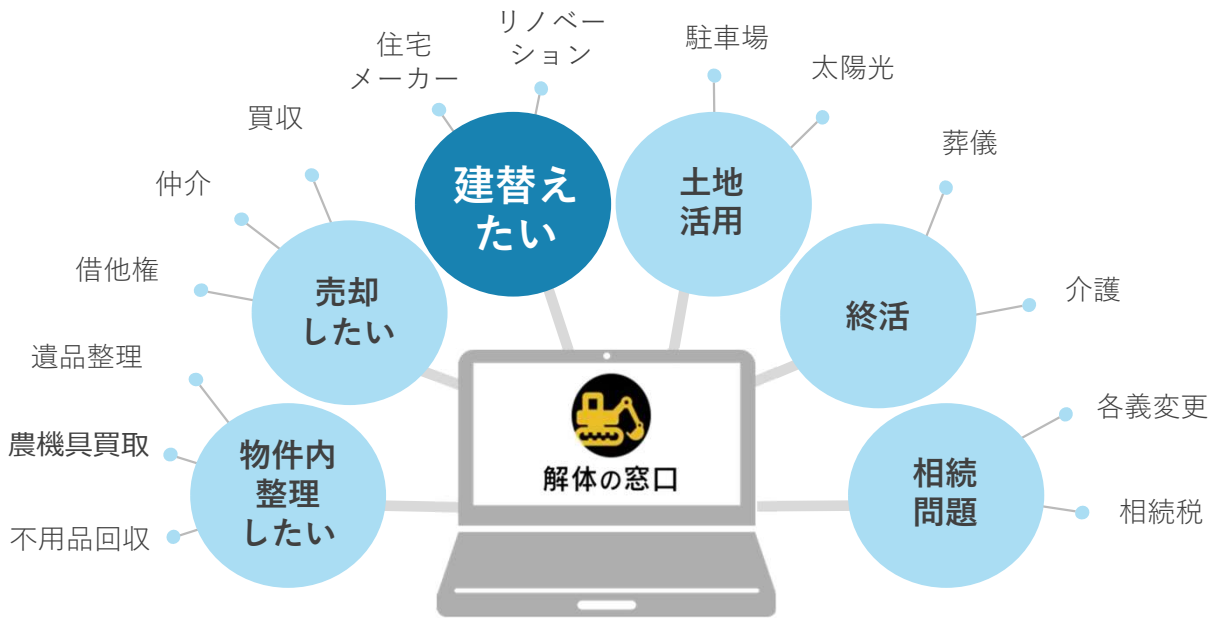 リノベー
ション
住宅
メーカー
駐車場
太陽光
買収
葬儀
仲介
建替え
たい
土地
活用
借他権
売却
したい
終活
介護
遺品整理
解体の窓口
農機具買取
物件内
整理
したい
不用品回収
相続
問題
各義変更
相続税